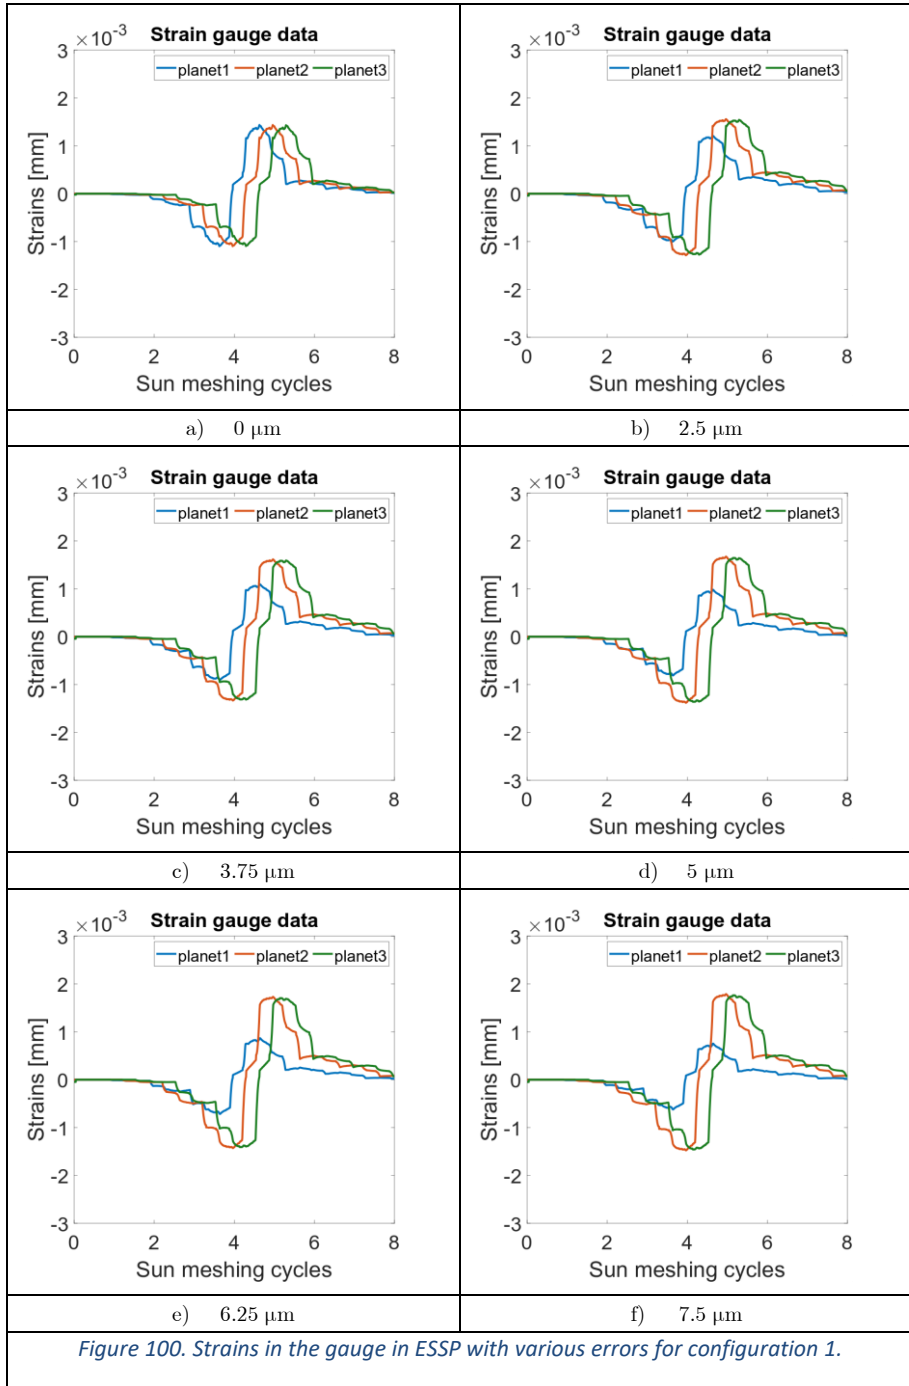 ×10-3 Strain gauge data
planet1 planet2 planet3
3
2
1
0
-1
-2
-3
Strains [mm]
0 2 4 6 8
Sun meshing cycles
×10-3 Strain gauge data
planet1 planet2 planet3
3
2
1
0
-1
-2
-3
Strains [mm]
0 2 4 6 8
Sun meshing cycles
a) 0 µm
b) 2.5 µm
×10-3 Strain gauge data
planet1 planet2 planet3
3
2
1
0
-1
-2
-3
Strains [mm]
0 2 4 6 8
Sun meshing cycles
×10-3 Strain gauge data
planet1 planet2 planet3
3
2
1
0
-1
-2
-3
Strains [mm]
0 2 4 6 8
Sun meshing cycles
c) 3.75 µm
d) 5 µm
×10-3 Strain gauge data
planet1 planet2 planet3
3
2
1
0
-1
-2
-3
Strains [mm]
0 2 4 6 8
Sun meshing cycles
×10-3 Strain gauge data
planet1 planet2 planet3
3
2
1
0
-1
-2
-3
Strains [mm]
0 2 4 6 8
Sun meshing cycles
e) 6.25 µm
f) 7.5 µm
Figure 100. Strains in the gauge in ESSP with various errors for configuration 1.